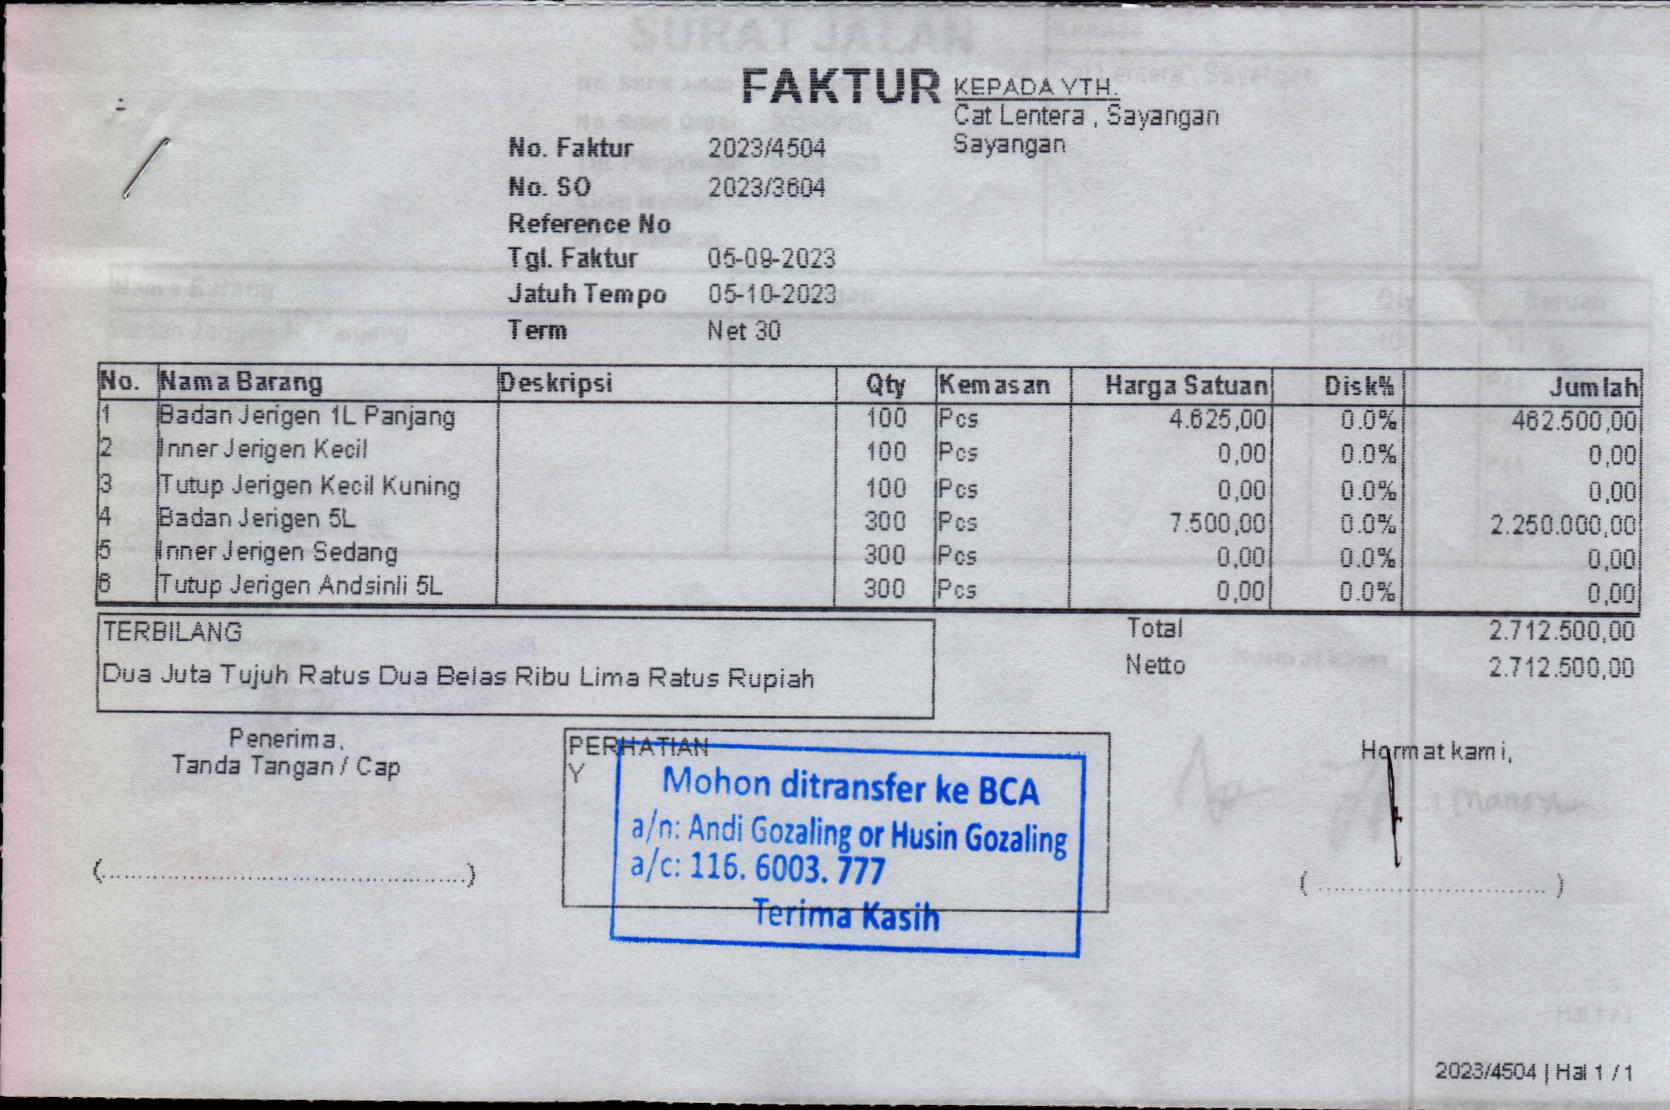 FAKTUR
KEPADA YTH.
Cat Lentera , Sayangan
Sayangan
No. Faktur 2023/4504
No. SO 2023/3604
Reference No
Tgl. Faktur 05-09-2023
Jatuh Tempo 05-10-2023
Term Net 30
No. Nama Barang Deskripsi Qty Kemasan Harga Satuan Disk% Jumlah
1 Badan Jerigen 1L Panjang 100 Pcs 4.625,00 0.0% 462.500,00
2 Inner Jerigen Kecil 100 Pcs 0,00 0.0% 0,00
3 Tutup Jerigen Kecil Kuning 100 Pcs 0,00 0.0% 0,00
4 Badan Jerigen 5L 300 Pcs 7.500,00 0.0% 2.250.000,00
5 Inner Jerigen Sedang 300 Pcs 0,00 0.0% 0,00
6 Tutup Jerigen Andsinli 5L 300 Pcs 0,00 0.0% 0,00
TERBILANG
Dua Juta Tujuh Ratus Dua Belas Ribu Lima Ratus Rupiah
Total 2.712.500,00
Netto 2.712.500,00
Penerima,
Tanda Tangan / Cap
(..................................................)
PERHATIAN
Y
Mohon ditransfer ke BCA
a/n: Andi Gozaling or Husin Gozaling
a/c: 116. 6003. 777
Terima Kasih
Hormat kami,
( ............................... )
2023/4504 | Hal 1 / 1